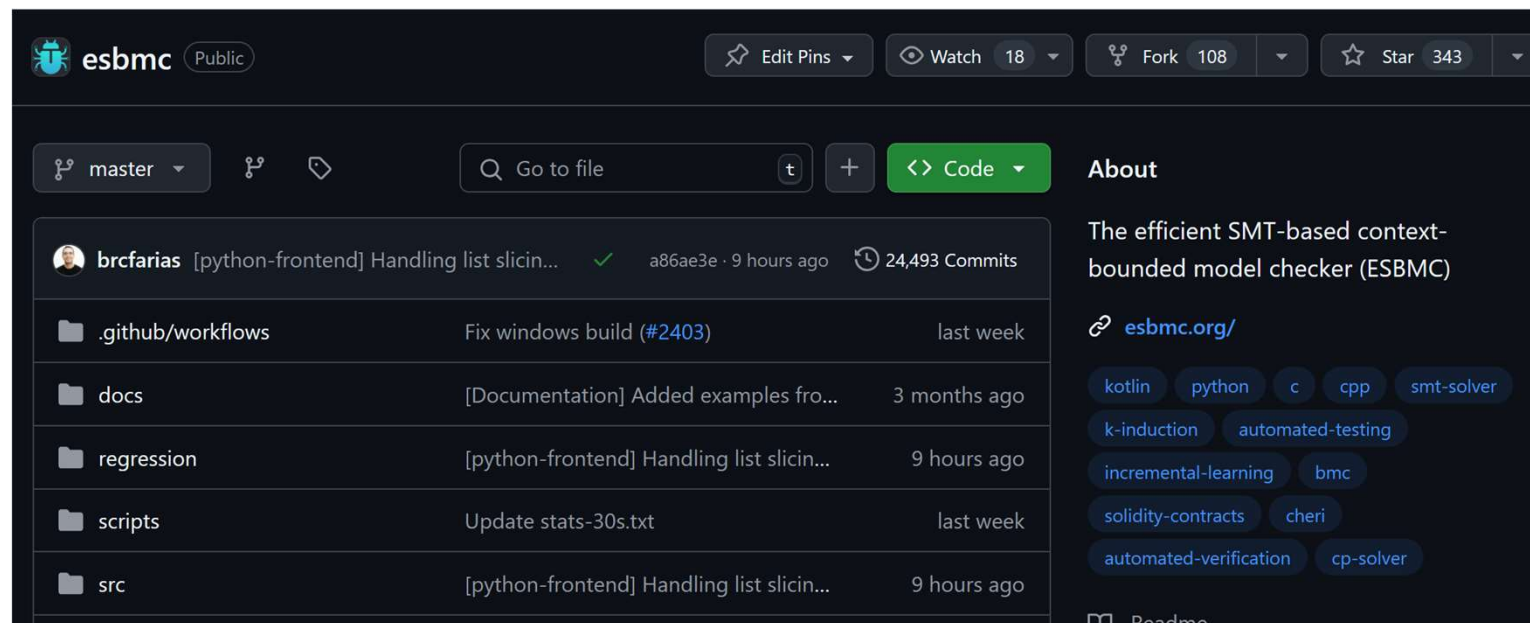 esbmc Public Edit Pins Watch 18 Fork 108 Star 343
master Go to file t Code
brcfarias [python-frontend] Handling list slicin... a86ae3e · 9 hours ago 24,493 Commits
.github/workflows Fix windows build (#2403) last week
docs [Documentation] Added examples fro... 3 months ago
regression [python-frontend] Handling list slicin... 9 hours ago
scripts Update stats-30s.txt last week
src [python-frontend] Handling list slicin... 9 hours ago
About
The efficient SMT-based context-
bounded model checker (ESBMC)
esbmc.org/
kotlin python c cpp smt-solver
k-induction automated-testing
incremental-learning bmc
solidity-contracts cheri
automated-verification cp-solver
Readme